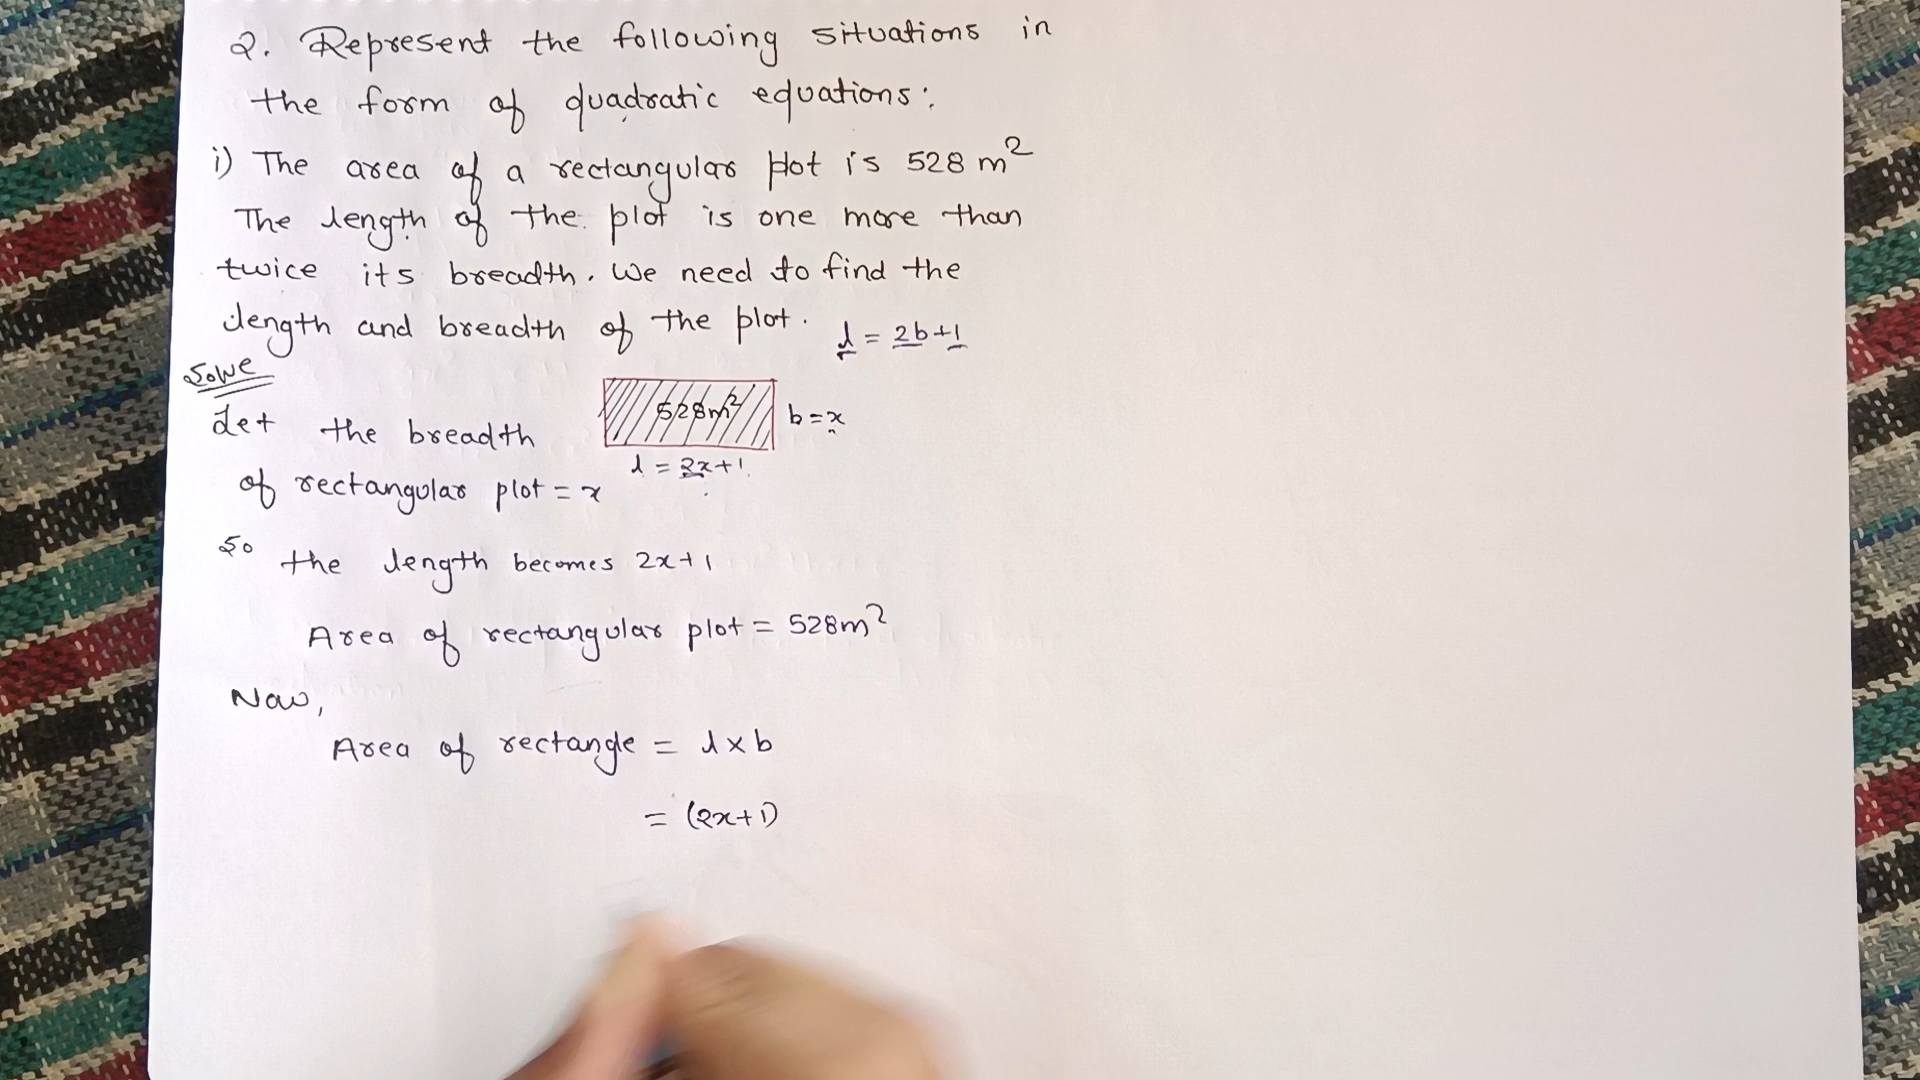 2. Represent the following situations in
the form of quadratic equations:
i) The area of a rectangular plot is 528 m²
The length of the plot is one more than
twice its breadth. We need to find the
length and breadth of the plot.
l = 2b+1
Solve
528m²
b = x
l = 2x+1
Let the breadth
of rectangular plot = x
So the length becomes 2x+1
Area of rectangular plot = 528m²
Now,
Area of rectangle = l×b
= (2x+1)